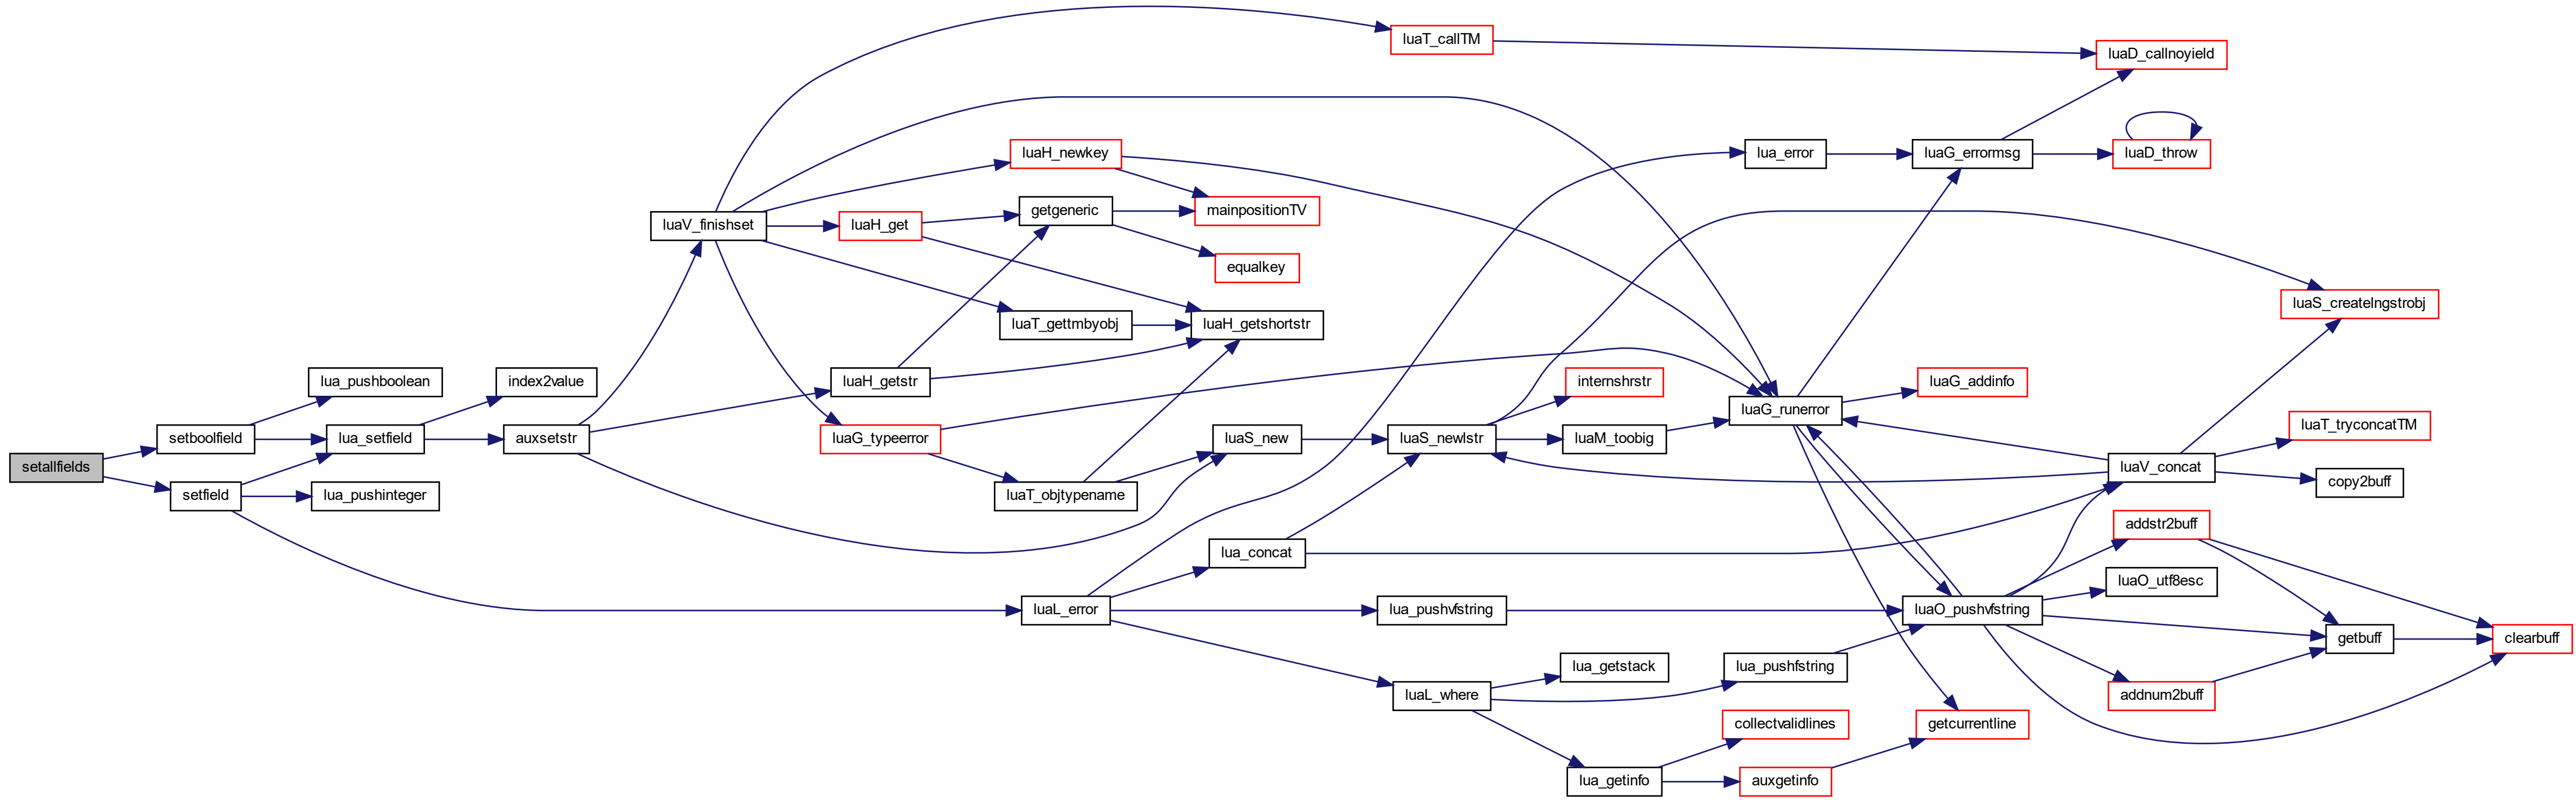 setallfields
setboolfield
setfield
lua_pushboolean
lua_setfield
lua_pushinteger
index2value
auxsetstr
luaV_finishset
luaH_get
luaH_getstr
luaG_typeerror
luaH_newkey
getgeneric
luaT_gettmbyobj
luaT_objtypename
luaL_error
mainpositionTV
equalkey
luaH_getshortstr
luaS_new
lua_concat
luaT_callTM
luaS_newlstr
lua_pushvfstring
luaL_where
internshrstr
luaM_toobig
lua_getstack
lua_getinfo
lua_error
luaG_runerror
lua_pushfstring
collectvalidlines
auxgetinfo
luaG_errormsg
luaG_addinfo
luaO_pushvfstring
getcurrentline
luaD_callnoyield
luaD_throw
luaV_concat
addstr2buff
luaO_utf8esc
addnum2buff
luaS_createlngstrobj
luaT_tryconcatTM
copy2buff
getbuff
clearbuff